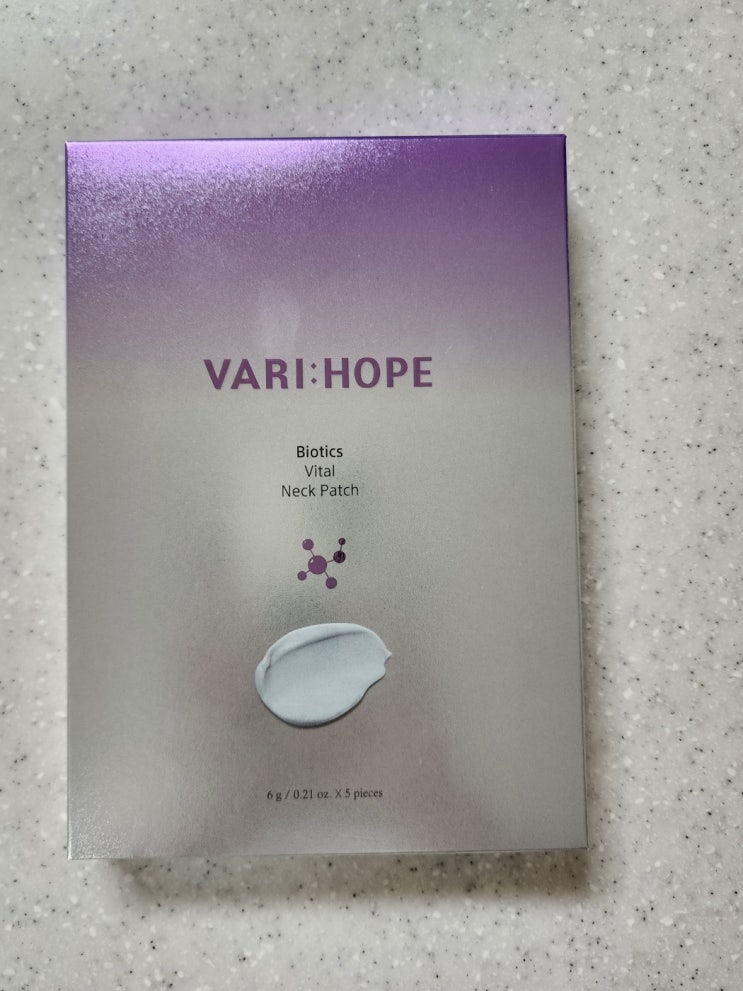 VARI:HOPE
Biotics
Vital
Neck Patch
6 g / 0.21 oz. X 5 pieces